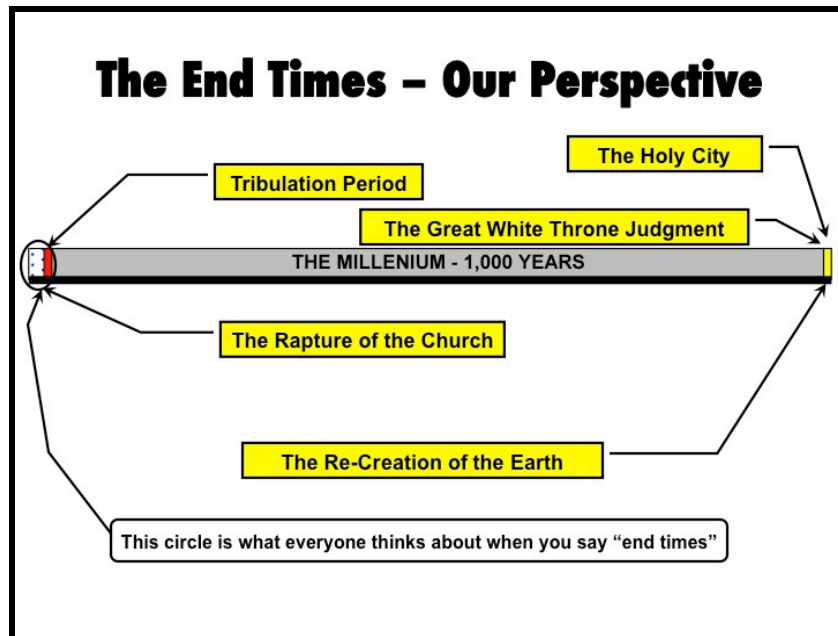 The End Times – Our Perspective
The Holy City
Tribulation Period
The Great White Throne Judgment
THE MILLENIUM - 1,000 YEARS
The Rapture of the Church
The Re-Creation of the Earth
This circle is what everyone thinks about when you say “end times”